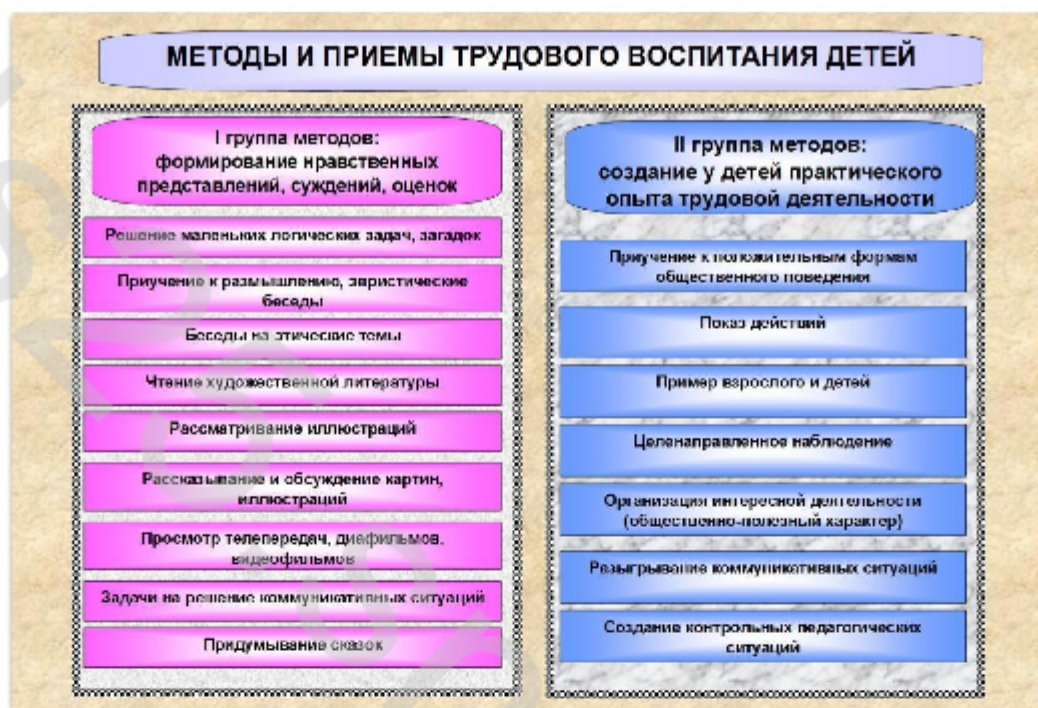 МЕТОДЫ И ПРИЕМЫ ТРУДОВОГО ВОСПИТАНИЯ ДЕТЕЙ
I группа методов:
формирование нравственных
представлений, суждений, оценок
Решение маленьких логических задач, загадок
Приучение к размышлению, эвристические
беседы
Беседы на этические темы
Чтение художественной литературы
Рассматривание иллюстраций
Рассказывание и обсуждение картин,
иллюстраций
Просмотр телепередач, диафильмов,
видеофильмов
Задачи на решение коммуникативных ситуаций
Придумывание сказок
II группа методов:
создание у детей практического
опыта трудовой деятельности
Приучение к положительным формам
общественного поведения
Показ действий
Пример взрослого и детей
Целенаправленное наблюдение
Организация интересной деятельности
(общественно-полезный характер)
Разыгрывание коммуникативных ситуаций
Создание контрольных педагогических
ситуаций